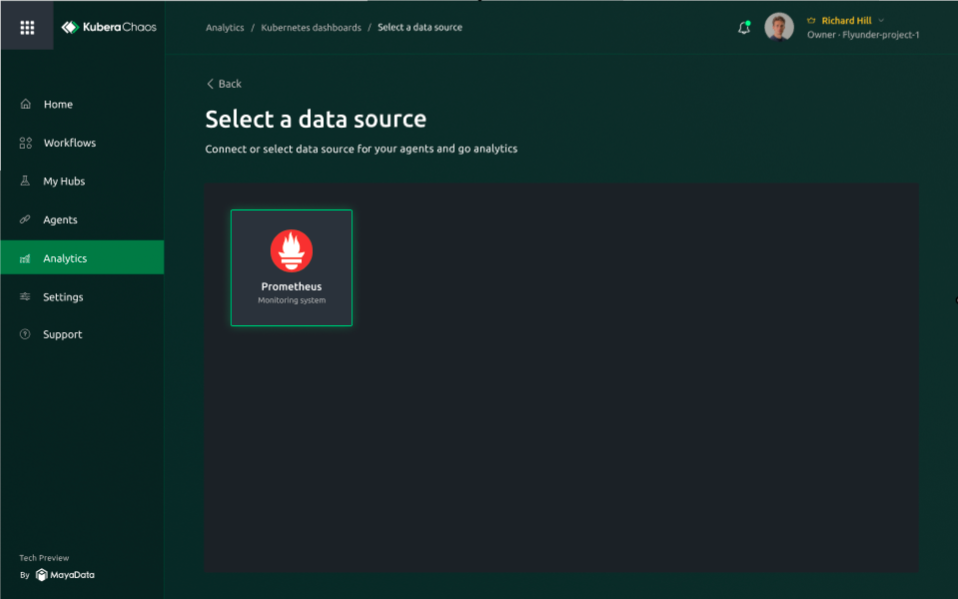 KuberaChaos
Analytics / Kubernetes dashboards / Select a data source
Richard Hill
Owner · Flyunder-project-1
Home
Workflows
My Hubs
Agents
Analytics
Settings
Support
Tech Preview
By MayaData
Back
Select a data source
Connect or select data source for your agents and go analytics
Prometheus
Monitoring system